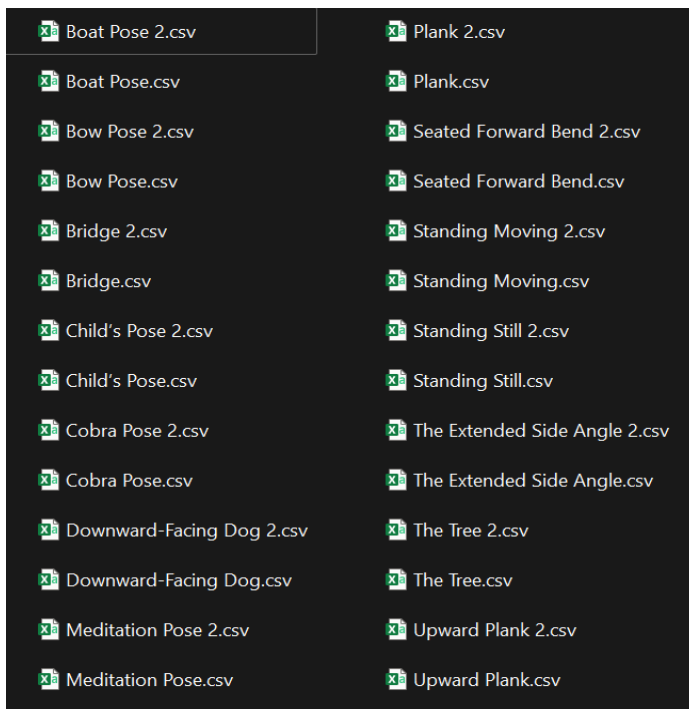 Boat Pose 2.csv
Boat Pose.csv
Bow Pose 2.csv
Bow Pose.csv
Bridge 2.csv
Bridge.csv
Child’s Pose 2.csv
Child’s Pose.csv
Cobra Pose 2.csv
Cobra Pose.csv
Downward-Facing Dog 2.csv
Downward-Facing Dog.csv
Meditation Pose 2.csv
Meditation Pose.csv
Plank 2.csv
Plank.csv
Seated Forward Bend 2.csv
Seated Forward Bend.csv
Standing Moving 2.csv
Standing Moving.csv
Standing Still 2.csv
Standing Still.csv
The Extended Side Angle 2.csv
The Extended Side Angle.csv
The Tree 2.csv
The Tree.csv
Upward Plank 2.csv
Upward Plank.csv